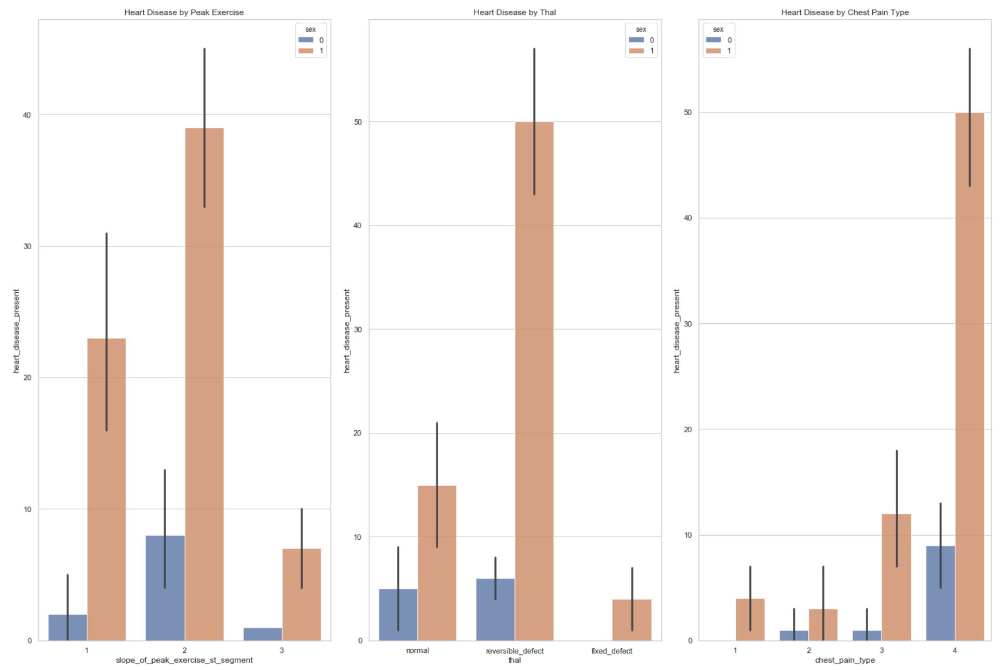 Heart Disease by Peak Exercise
sex
0
1
40
30
20
10
0
heart_disease_present
1 2 3
slope_of_peak_exercise_st_segment
Heart Disease by Thal
sex
0
1
50
40
30
20
10
0
heart_disease_present
normal reversible_defect fixed_defect
thal
Heart Disease by Chest Pain Type
sex
0
1
50
40
30
20
10
0
heart_disease_present
1 2 3 4
chest_pain_type